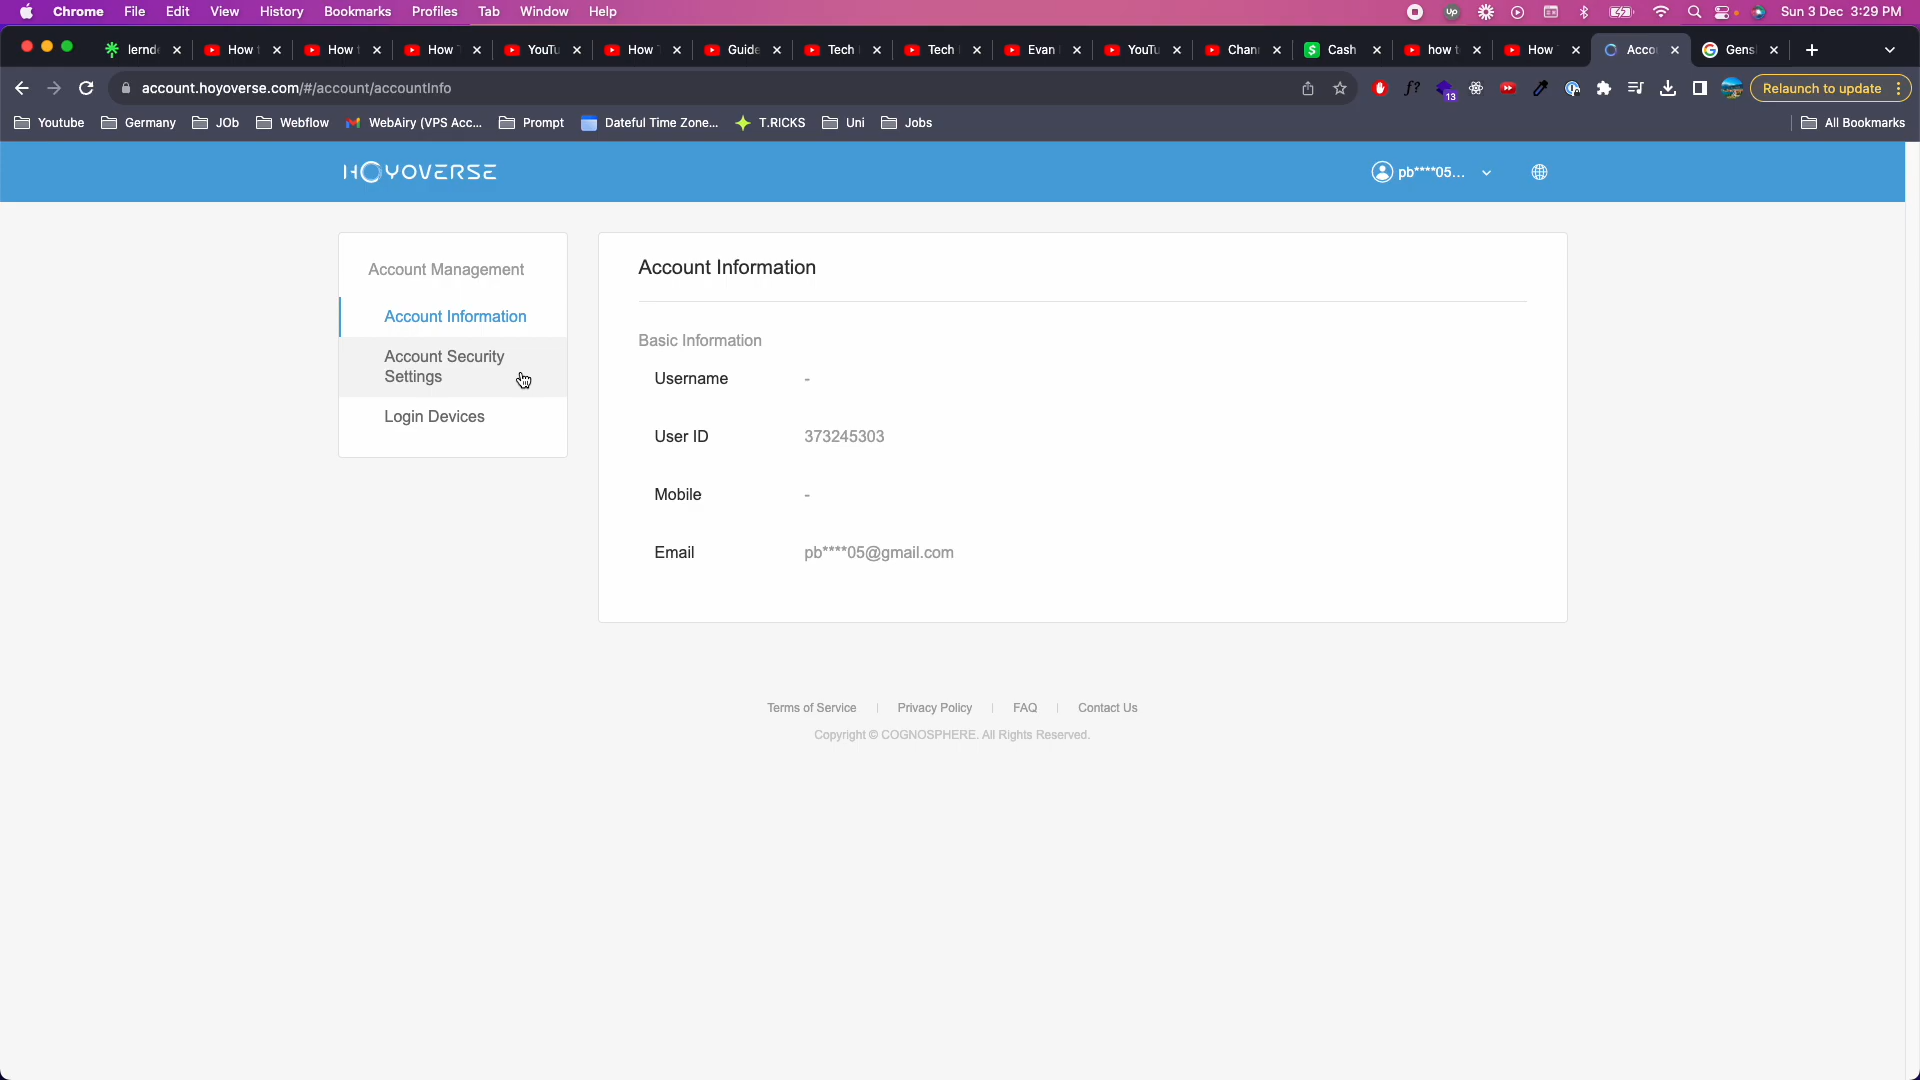 Chrome File Edit View History Bookmarks Profiles Tab Window Help Sun 3 Dec 3:29 PM
How How How YouTu How Guide Tech Tech Evan YouTu Chann Cash how t How Acco Gens
account.hoyoverse.com/#/account/accountInfo 13 Relaunch to update
Youtube Germany JOb Webflow WebAiry (VPS Acc... Prompt Dateful Time Zone... T.RICKS Uni Jobs All Bookmarks
HOYOVERSE pb****05...
Account Management
Account Information
Account Security
Settings
Login Devices
Account Information
Basic Information
Username -
User ID 373245303
Mobile -
Email pb****05@gmail.com
Terms of Service | Privacy Policy | FAQ | Contact Us
Copyright © COGNOSPHERE. All Rights Reserved.